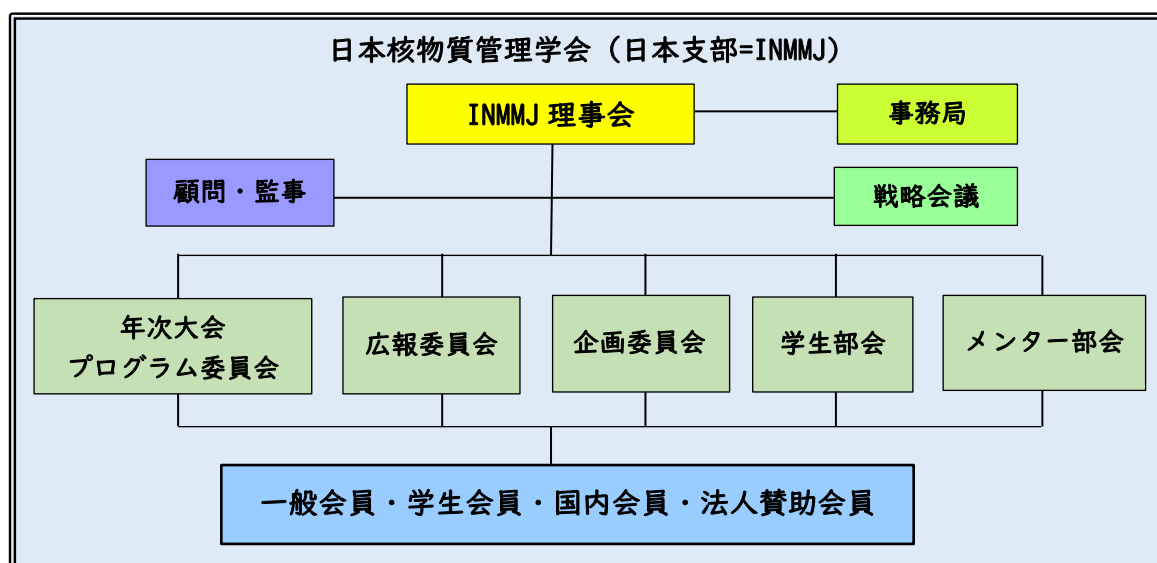 日本核物質管理学会（日本支部=INMMJ）
INMMJ 理事会
事務局
顧問・監事
戦略会議
年次大会
プログラム委員会
広報委員会
企画委員会
学生部会
メンター部会
一般会員・学生会員・国内会員・法人賛助会員